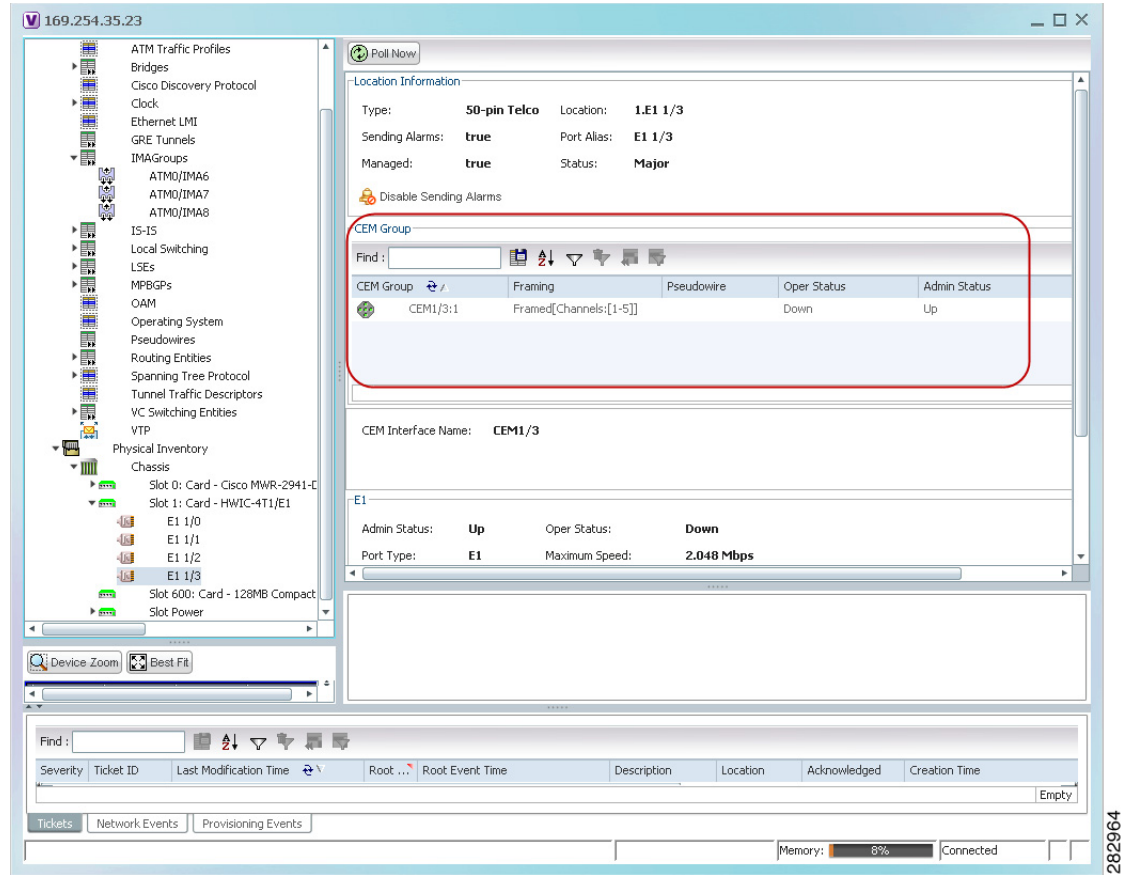 169.254.35.23
ATM Traffic Profiles
Bridges
Cisco Discovery Protocol
Clock
Ethernet LMI
GRE Tunnels
IMAGroups
ATM0/IMA6
ATM0/IMA7
ATM0/IMA8
IS-IS
Local Switching
LSEs
MPBGPs
OAM
Operating System
Pseudowires
Routing Entities
Spanning Tree Protocol
Tunnel Traffic Descriptors
VC Switching Entities
VTP
Physical Inventory
Chassis
Slot 0: Card - Cisco MWR-2941-D
Slot 1: Card - HWIC-4T1/E1
E1 1/0
E1 1/1
E1 1/2
E1 1/3
Slot 600: Card - 128MB Compact
Slot Power
Device Zoom Best Fit
Poll Now
Location Information
Type: 50-pin Telco Location: 1.E1 1/3
Sending Alarms: true Port Alias: E1 1/3
Managed: true Status: Major
Disable Sending Alarms
CEM Group
Find :
CEM Group Framing Pseudowire Oper Status Admin Status
CEM1/3:1 Framed[Channels:[1-5]] Down Up
CEM Interface Name: CEM1/3
E1
Admin Status: Up Oper Status: Down
Port Type: E1 Maximum Speed: 2.048 Mbps
Find :
Severity Ticket ID Last Modification Time Root ... Root Event Time Description Location Acknowledged Creation Time
Empty
Tickets Network Events Provisioning Events
Memory: 8% Connected
282964